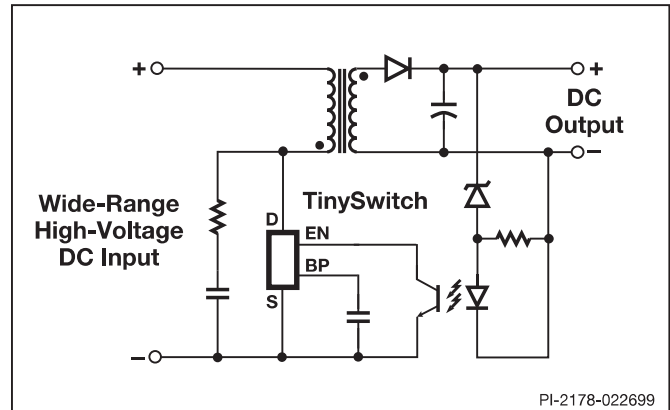 +
+
DC
Output
−
Wide-Range
High-Voltage
DC Input
TinySwitch
D
EN
BP
S
−
PI-2178-022699